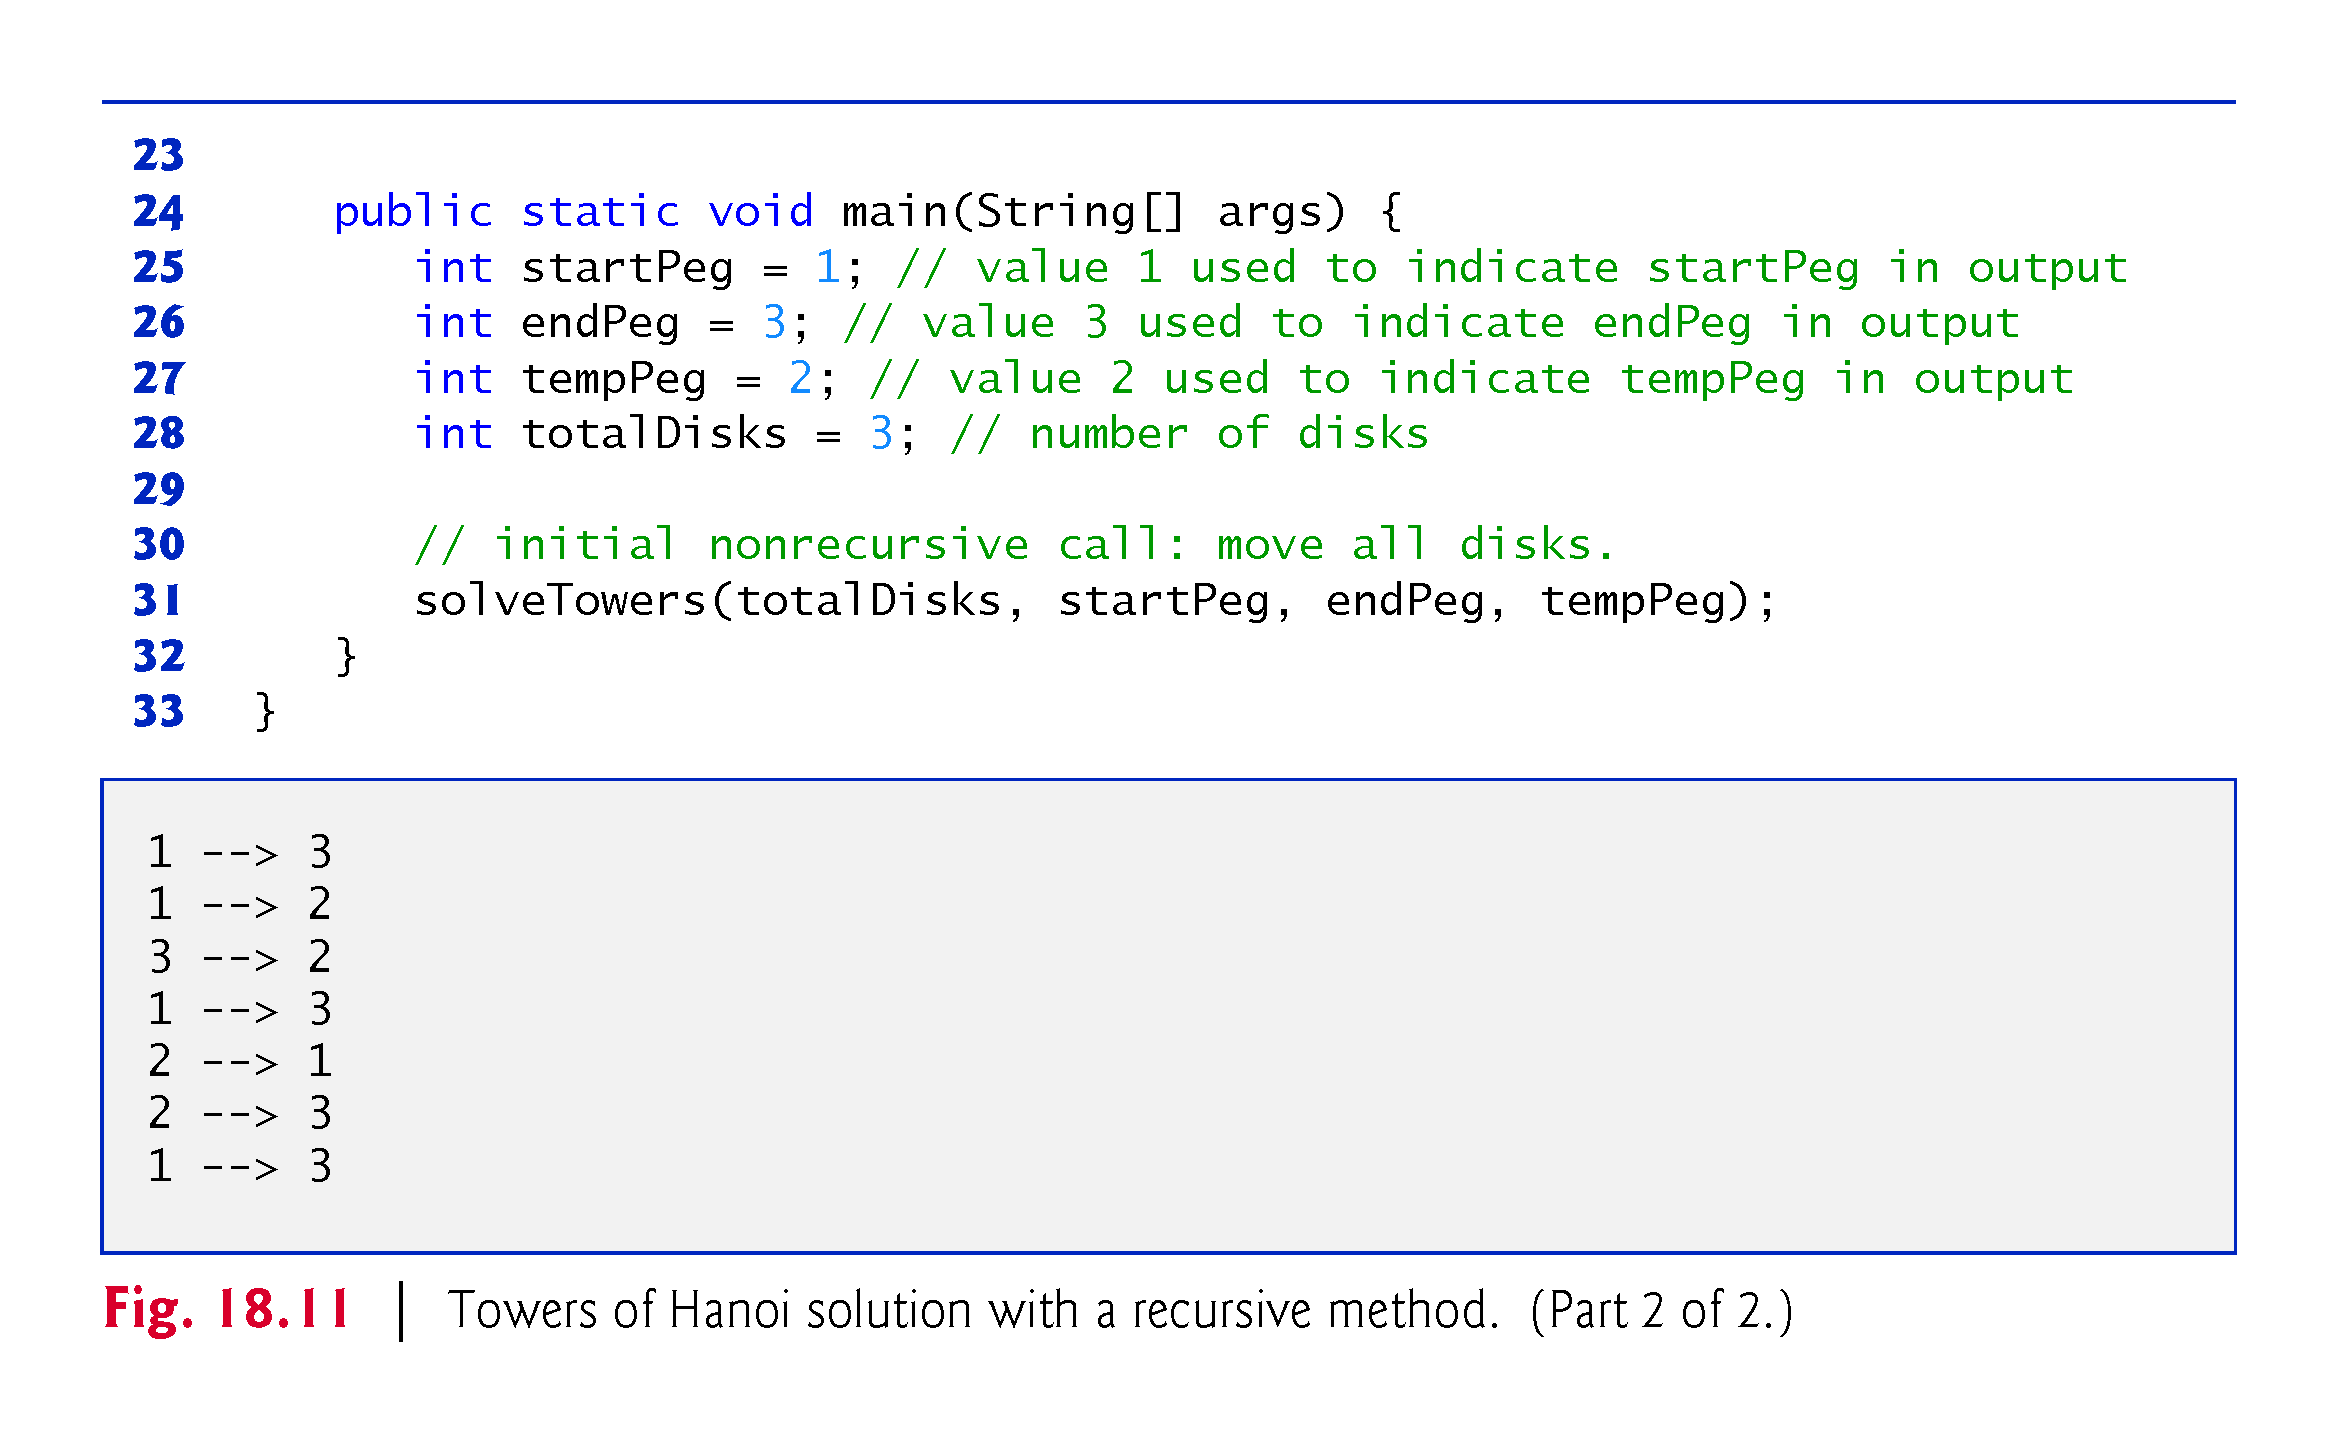 23
24 public static void main(String[] args) {
25 int startPeg = 1; // value 1 used to indicate startPeg in output
26 int endPeg = 3; // value 3 used to indicate endPeg in output
27 int tempPeg = 2; // value 2 used to indicate tempPeg in output
28 int totalDisks = 3; // number of disks
29
30 // initial nonrecursive call: move all disks.
31 solveTowers(totalDisks, startPeg, endPeg, tempPeg);
32 }
33 }
1 --> 3
1 --> 2
3 --> 2
1 --> 3
2 --> 1
2 --> 3
1 --> 3
Fig. 18.11 | Towers of Hanoi solution with a recursive method. (Part 2 of 2.)